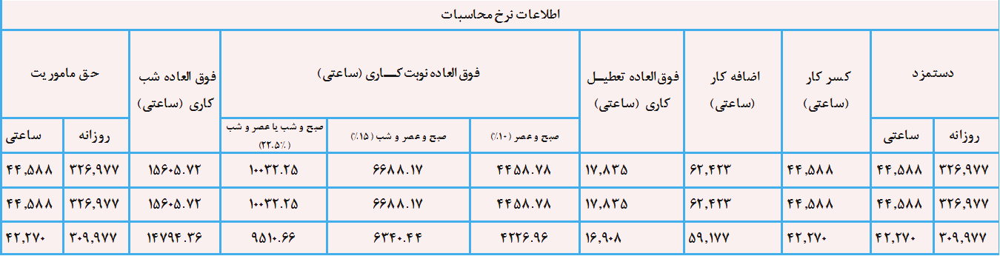 اطلاعات نرخ محاسبات
دستمزد
کسر کار (ساعتی)
اضافه کار (ساعتی)
فوق‌العاده تعطیــل کاری (ساعتی)
فوق العاده نوبت کـــاری (ساعتی)
فوق العاده شب کاری (ساعتی)
حق ماموریت
روزانه ساعتی صبح و عصر (۱۰٪) صبح و عصر و شب (۱۵٪) صبح و شب یا عصر و شب (۲۲.۵٪) روزانه ساعتی
۳۲۶,۹۷۷ ۴۴,۵۸۸ ۴۴,۵۸۸ ۶۲,۴۲۳ ۱۷,۸۳۵ ۴۴۵۸.۷۸ ۶۶۸۸.۱۷ ۱۰۰۳۲.۲۵ ۱۵۶۰۵.۷۲ ۳۲۶,۹۷۷ ۴۴,۵۸۸
۳۲۶,۹۷۷ ۴۴,۵۸۸ ۴۴,۵۸۸ ۶۲,۴۲۳ ۱۷,۸۳۵ ۴۴۵۸.۷۸ ۶۶۸۸.۱۷ ۱۰۰۳۲.۲۵ ۱۵۶۰۵.۷۲ ۳۲۶,۹۷۷ ۴۴,۵۸۸
۳۰۹,۹۷۷ ۴۲,۲۷۰ ۴۲,۲۷۰ ۵۹,۱۷۷ ۱۶,۹۰۸ ۴۲۲۶.۹۶ ۶۳۴۰.۴۴ ۹۵۱۰.۶۶ ۱۴۷۹۴.۳۶ ۳۰۹,۹۷۷ ۴۲,۲۷۰